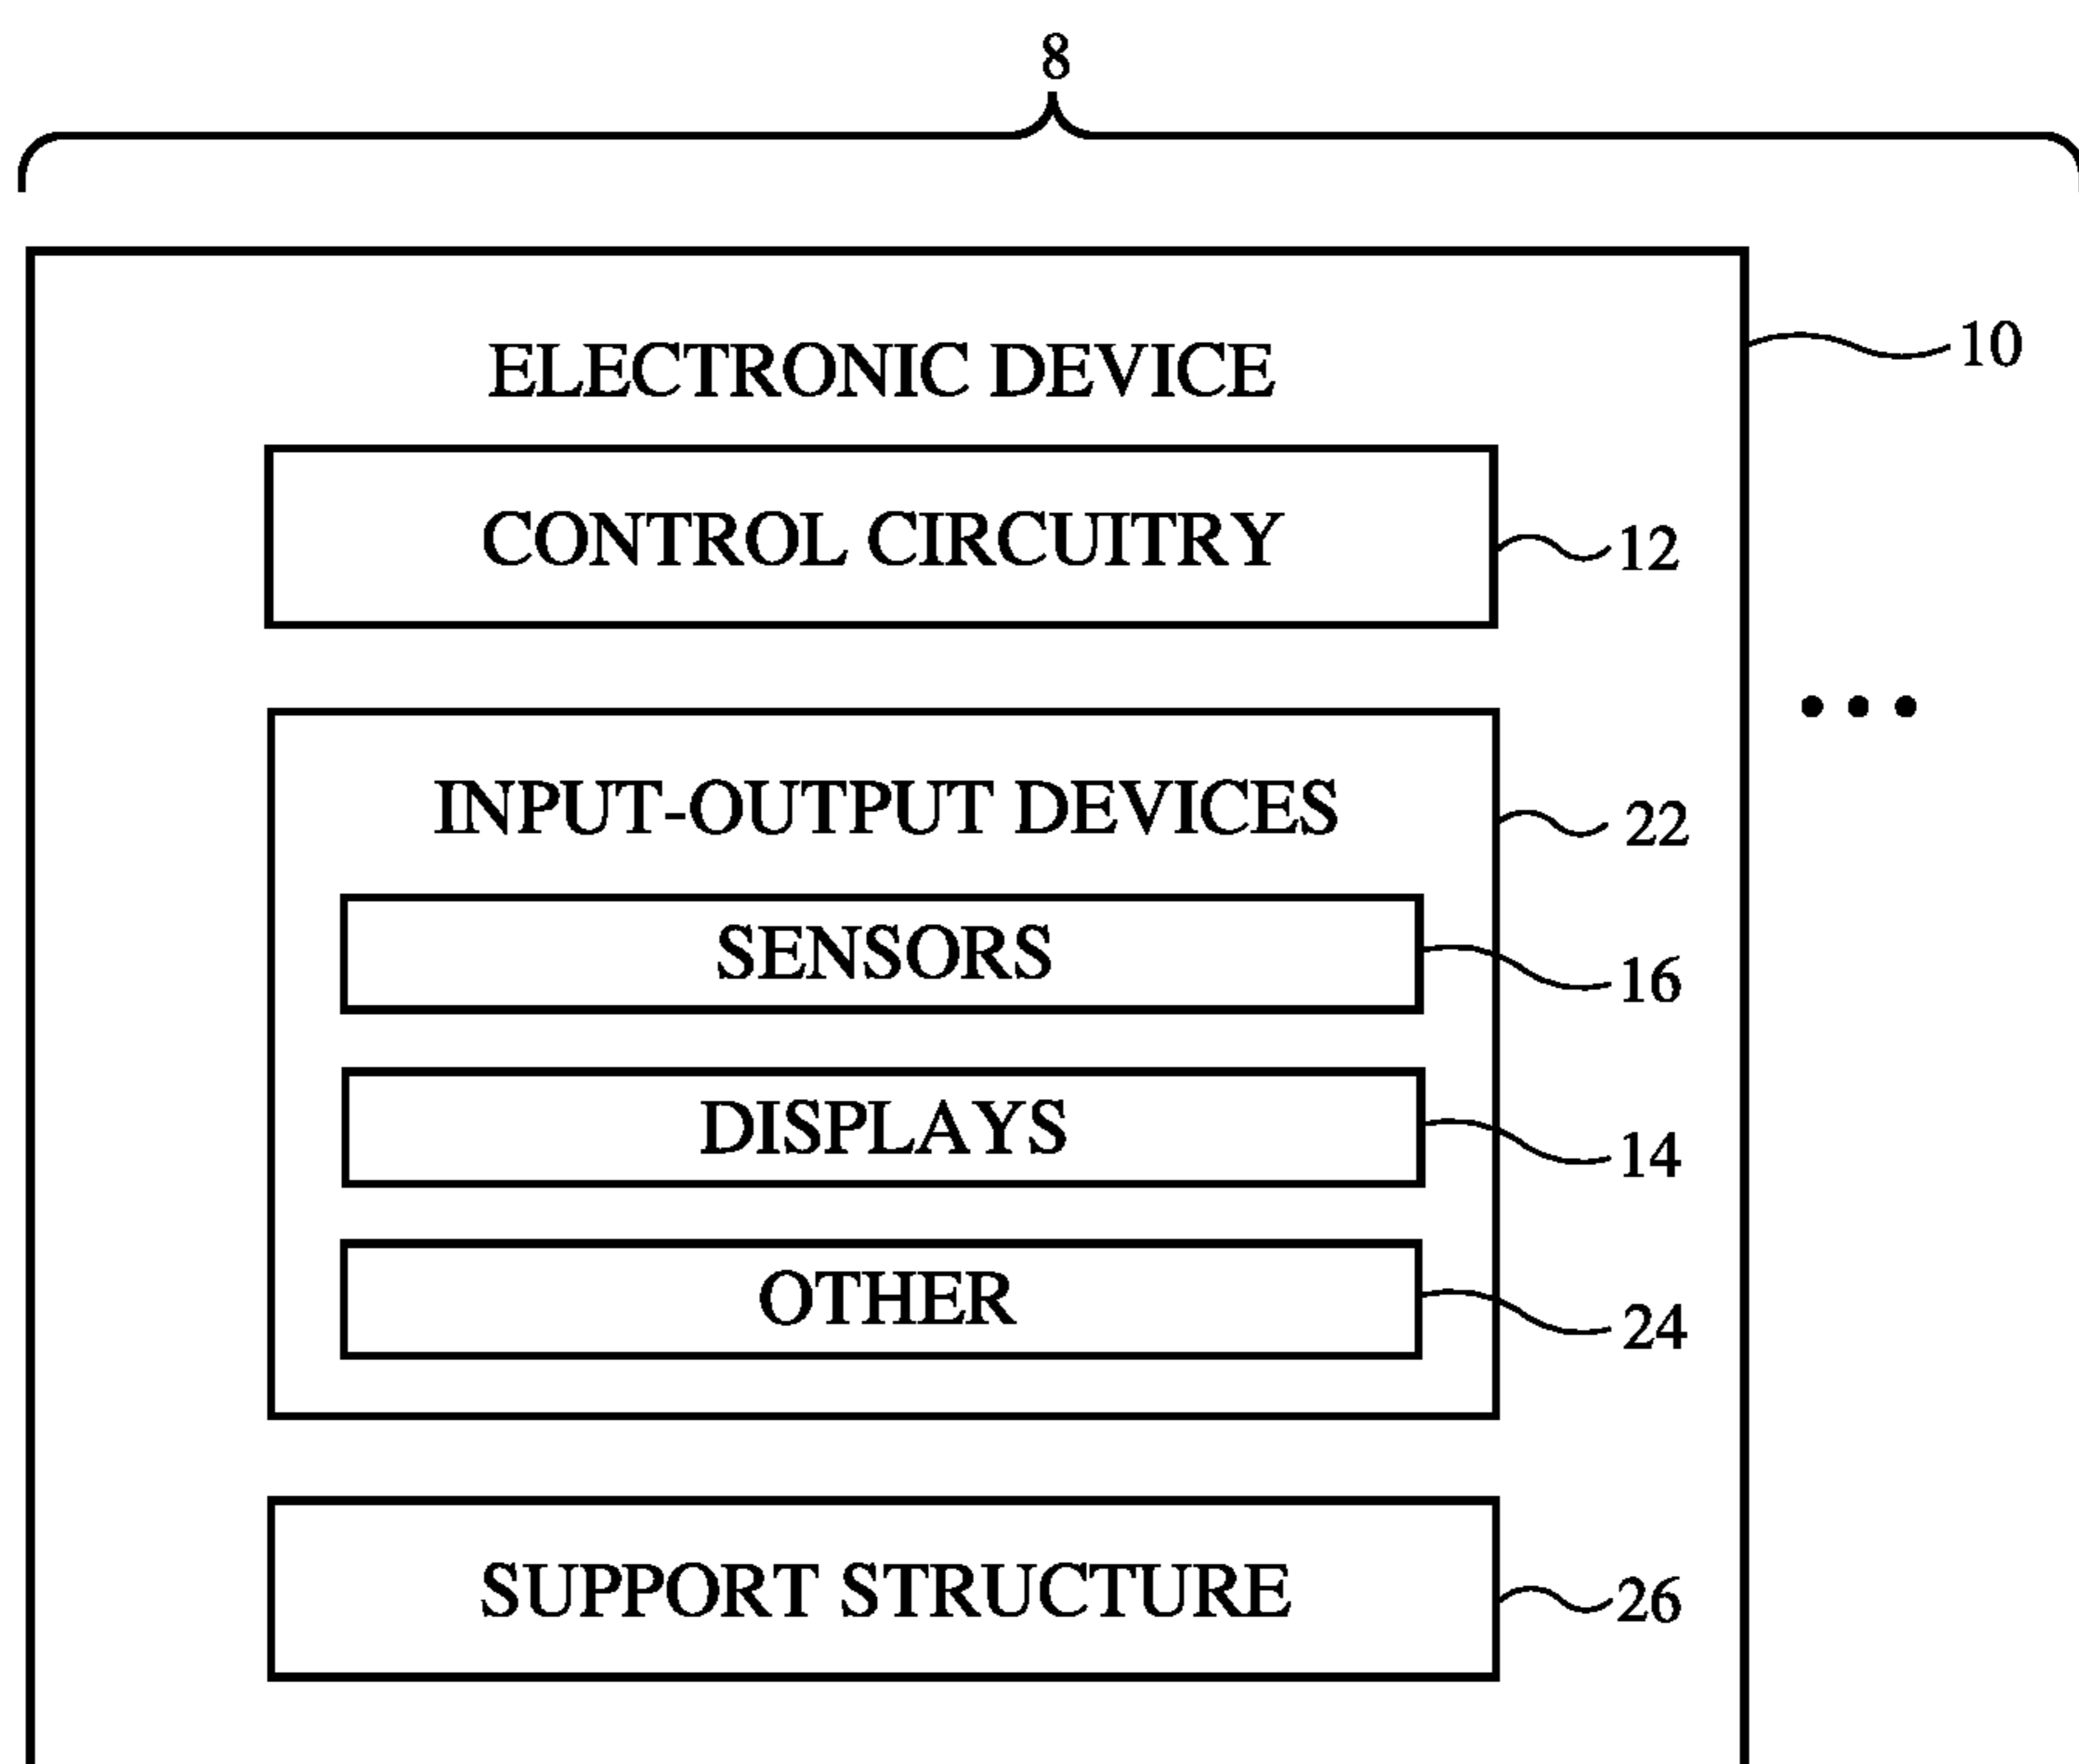 8
ELECTRONIC DEVICE
10
CONTROL CIRCUITRY
12
INPUT-OUTPUT DEVICES
22
SENSORS
16
DISPLAYS
14
OTHER
24
SUPPORT STRUCTURE
26